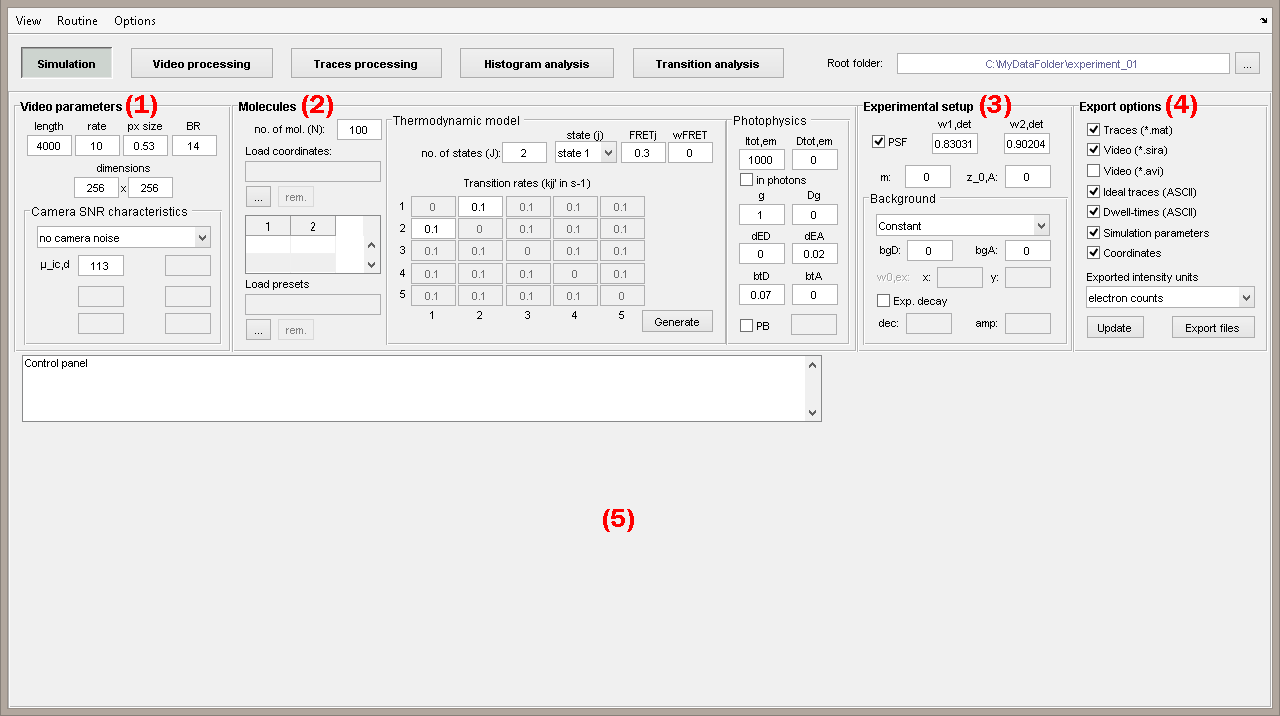 View Routine Options
Simulation Video processing Traces processing Histogram analysis Transition analysis Root folder: C:\MyDataFolder\experiment_01 ...
Video parameters (1)
length rate px size BR
4000 10 0.53 14
dimensions
256 x 256
Camera SNR characteristics
no camera noise
μ_ic,d 113
Molecules (2)
no. of mol. (N): 100
Load coordinates:
... rem.
1 2
Load presets
... rem.
Thermodynamic model
state (j) FRETj wFRET
no. of states (J): 2 state 1 0.3 0
Transition rates (kjj' in s-1)
1 0 0.1 0.1 0.1 0.1
2 0.1 0 0.1 0.1 0.1
3 0.1 0.1 0 0.1 0.1
4 0.1 0.1 0.1 0 0.1
5 0.1 0.1 0.1 0.1 0
1 2 3 4 5
Generate
Photophysics
Itot,em Dtot,em
1000 0
in photons
g Dg
1 0
dED dEA
0 0.02
btD btA
0.07 0
PB
Experimental setup (3)
w1,det w2,det
PSF 0.83031 0.90204
m: 0 z_0,A: 0
Background
Constant
bgD: 0 bgA: 0
w0,ex: x: y:
Exp. decay
dec: amp:
Export options (4)
Traces (*.mat)
Video (*.sira)
Video (*.avi)
Ideal traces (ASCII)
Dwell-times (ASCII)
Simulation parameters
Coordinates
Exported intensity units
electron counts
Update Export files
Control panel
(5)